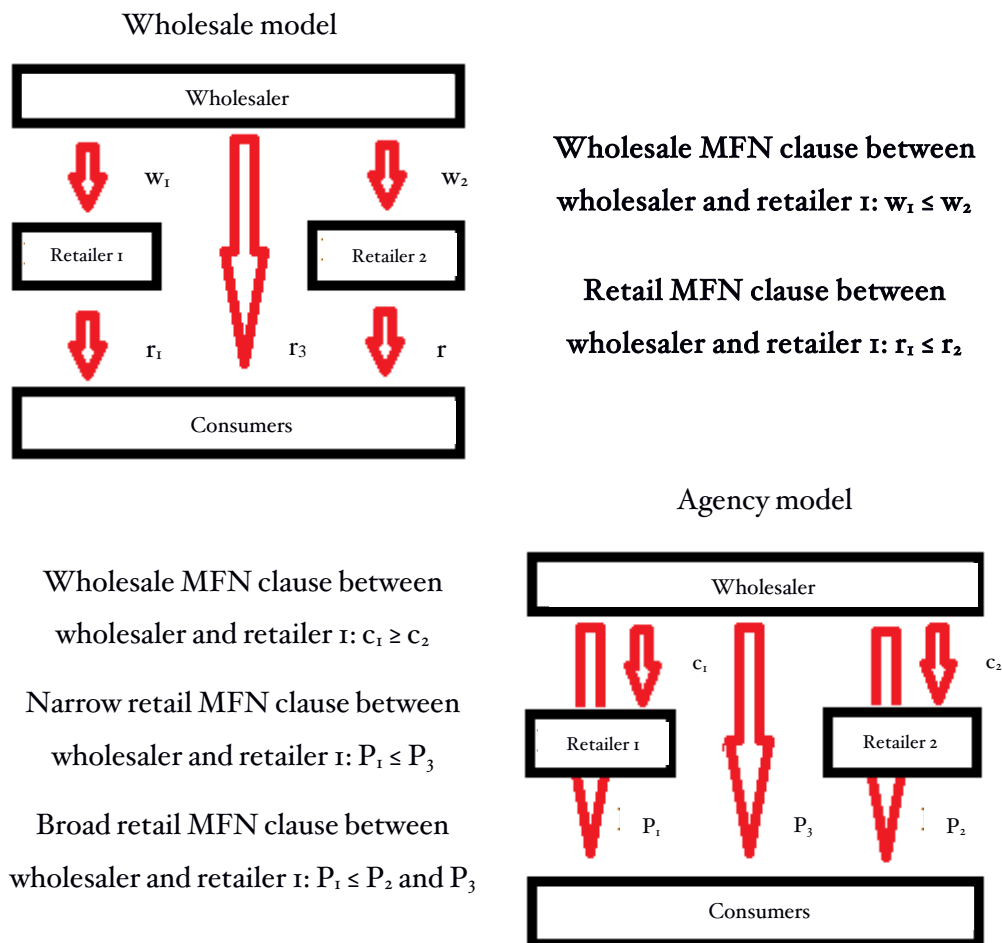 Wholesale model
Wholesaler
w₁
w₂
Retailer 1
Retailer 2
r₁
r₃
r
Consumers
Wholesale MFN clause between
wholesaler and retailer 1: w₁ ≤ w₂
Retail MFN clause between
wholesaler and retailer 1: r₁ ≤ r₂
Wholesale MFN clause between
wholesaler and retailer 1: c₁ ≥ c₂
Narrow retail MFN clause between
wholesaler and retailer 1: P₁ ≤ P₃
Broad retail MFN clause between
wholesaler and retailer 1: P₁ ≤ P₂ and P₃
Agency model
Wholesaler
c₁
c₂
Retailer 1
Retailer 2
P₁
P₃
P₂
Consumers